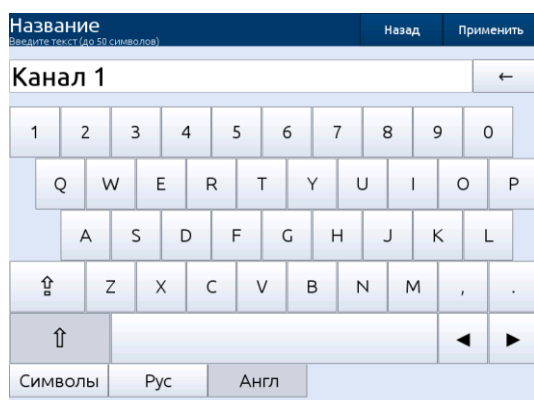 Название Назад Применить
Введите текст (до 50 символов)
Канал 1 ←
1 2 3 4 5 6 7 8 9 0
Q W E R T Y U I O P
A S D F G H J K L
⇪ Z X C V B N M , .
⇧ ◀ ▶
Символы Рус Англ